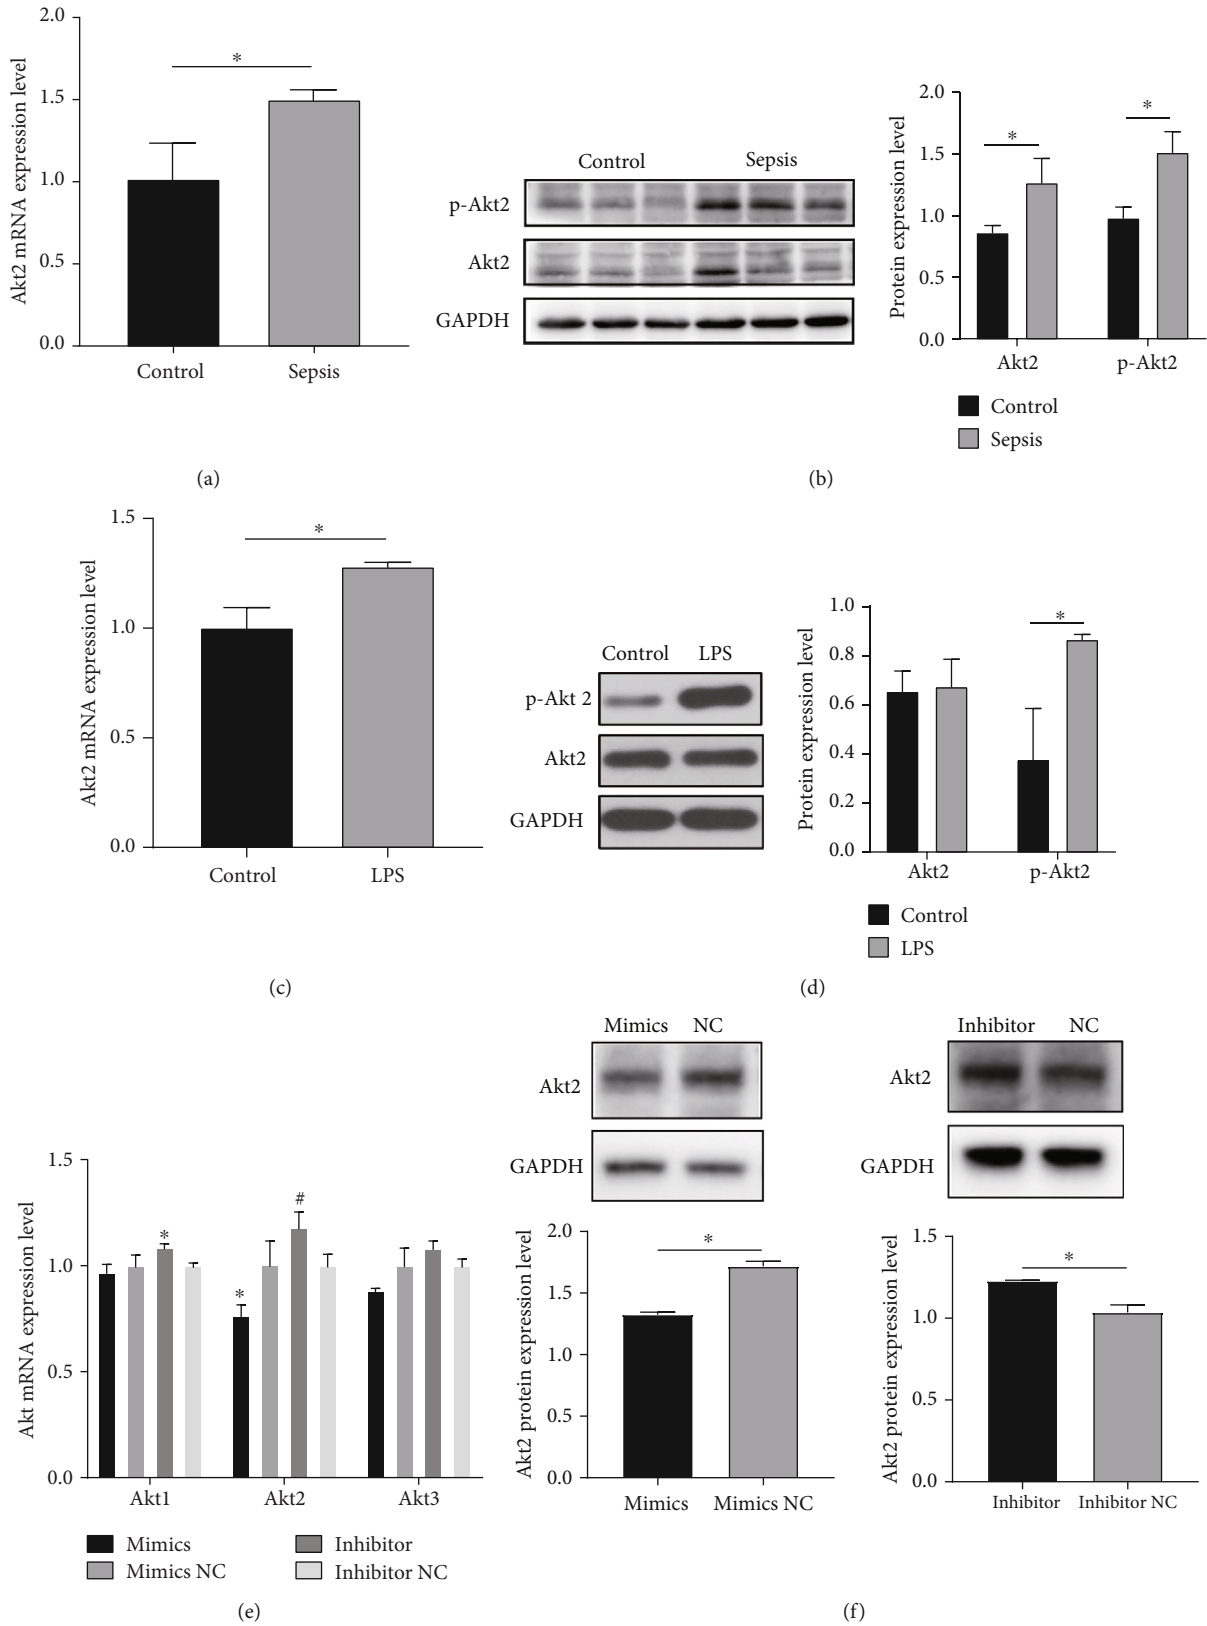 Akt2 mRNA expression level
2.0
1.5
1.0
0.5
0.0
*
Control
Sepsis
(a)
Control
Sepsis
p-Akt2
Akt2
GAPDH
Protein expression level
2.0
1.5
1.0
0.5
0.0
*
*
Akt2
p-Akt2
Control
Sepsis
(b)
Akt2 mRNA expression level
1.5
1.0
0.5
0.0
*
Control
LPS
(c)
Control
LPS
p-Akt 2
Akt2
GAPDH
Protein expression level
1.0
0.8
0.6
0.4
0.2
0.0
*
Akt2
p-Akt2
Control
LPS
(d)
Akt mRNA expression level
1.5
1.0
0.5
0.0
*
*
#
Akt1
Akt2
Akt3
Mimics
Mimics NC
Inhibitor
Inhibitor NC
(e)
Mimics
NC
Akt2
GAPDH
Akt2 protein expression level
2.0
1.5
1.0
0.5
0.0
*
Mimics
Mimics NC
Inhibitor
NC
Akt2
GAPDH
Akt2 protein expression level
1.5
1.0
0.5
0.0
*
Inhibitor
Inhibitor NC
(f)